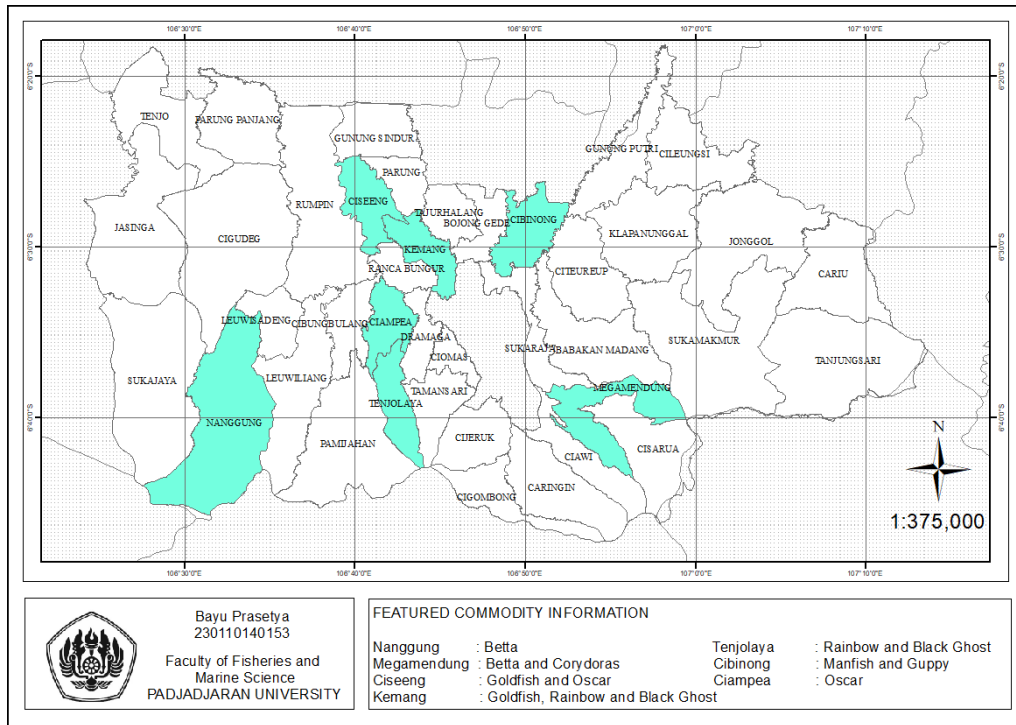 106°30'0"E 106°40'0"E 106°50'0"E 107°0'0"E 107°10'0"E
6°20'0"S 6°20'0"S
TENJO
PARUNG PANJANG
GUNUNG SINDUR
GUNUNG PUTRI
CILEUNGSI
PARUNG
CISEENG
RUMPIN
TAJURHALANG
BOJONG GEDE
CIBINONG
JASINGA
CIGUDEG
KLAPANUNGGAL
JONGGOL
6°30'0"S 6°30'0"S
KEMANG
RANCA BUNGUR
CITEUREUP
CARIU
LEUWISADENG
CIBUNGBULANG
CIAMPEA
DRAMAGA
CIOMAS
SUKARAJA
BABAKAN MADANG
SUKAMAKMUR
TANJUNGSARI
SUKAJAYA
LEUWILIANG
TAMANSARI
MEGAMENDUNG
TENJOLAYA
NANGGUNG
6°40'0"S 6°40'0"S
PAMIJAHAN
CIJERUK
CIAWI
CISARUA
CARINGIN
CIGOMBONG
N
1:375,000
106°30'0"E 106°40'0"E 106°50'0"E 107°0'0"E 107°10'0"E
Bayu Prasetya
230110140153
Faculty of Fisheries and
Marine Science
PADJADJARAN UNIVERSITY
FEATURED COMMODITY INFORMATION
Nanggung : Betta
Megamendung : Betta and Corydoras
Ciseeng : Goldfish and Oscar
Kemang : Goldfish, Rainbow and Black Ghost
Tenjolaya : Rainbow and Black Ghost
Cibinong : Manfish and Guppy
Ciampea : Oscar